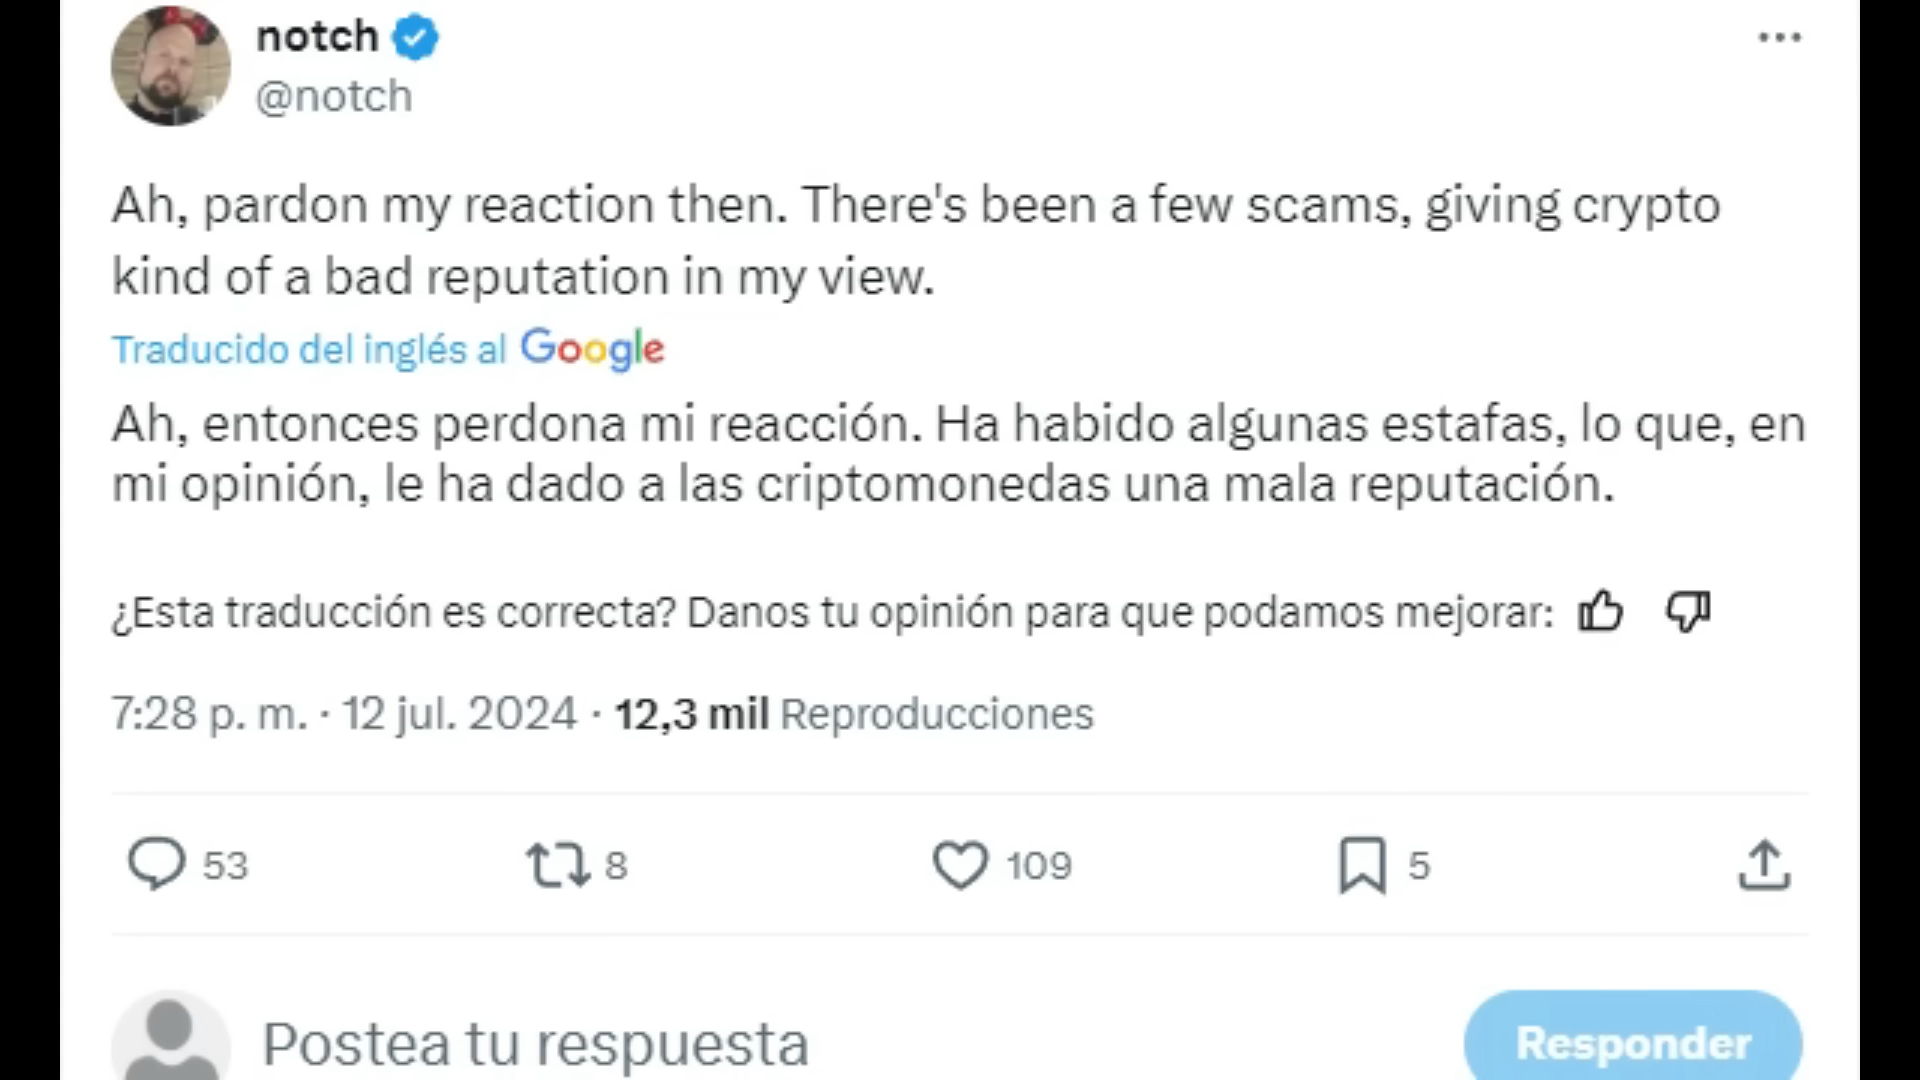 notch
@notch
Ah, pardon my reaction then. There's been a few scams, giving crypto
kind of a bad reputation in my view.
Traducido del inglés al Google
Ah, entonces perdona mi reacción. Ha habido algunas estafas, lo que, en
mi opinión, le ha dado a las criptomonedas una mala reputación.
¿Esta traducción es correcta? Danos tu opinión para que podamos mejorar:
7:28 p. m. · 12 jul. 2024 · 12,3 mil Reproducciones
53 8 109 5
Postea tu respuesta Responder